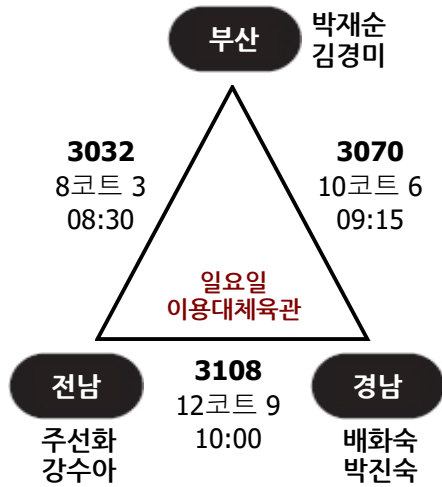 부산
박재순
김경미
3032
8코트 3
08:30
3070
10코트 6
09:15
일요일
이용대체육관
전남
주선화
강수아
3108
12코트 9
10:00
경남
배화숙
박진숙